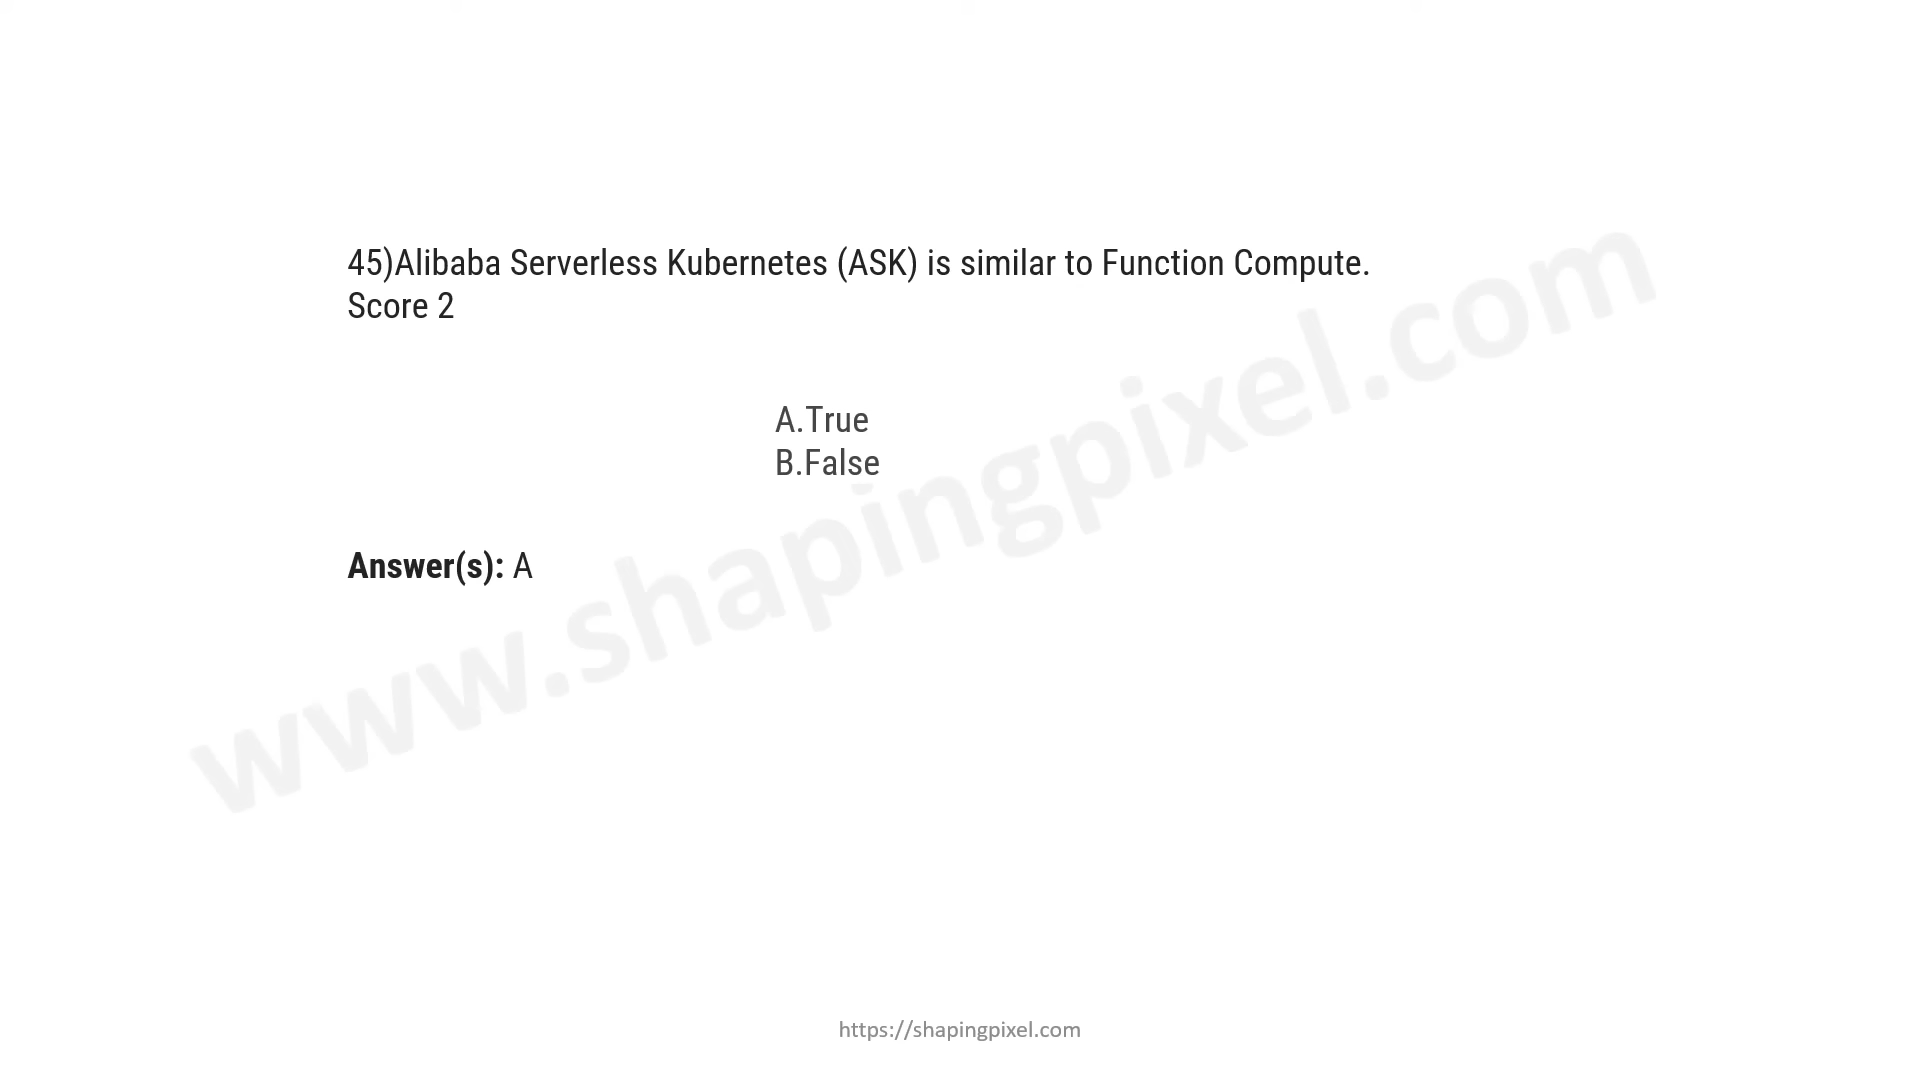 45)Alibaba Serverless Kubernetes (ASK) is similar to Function Compute.
Score 2
A.True
B.False
Answer(s): A
www.shapingpixel.com
https://shapingpixel.com